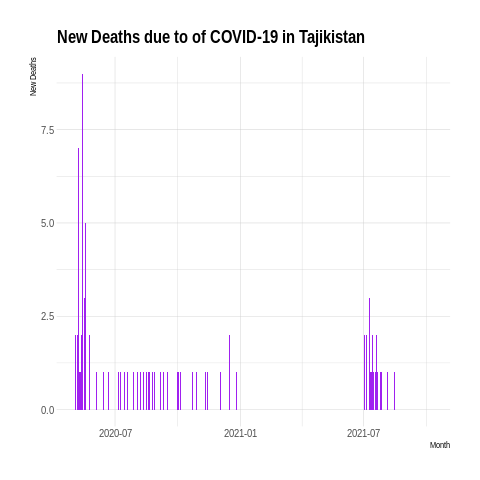 New Deaths due to of COVID-19 in Tajikistan
New Deaths
7.5
5.0
2.5
0.0
2020-07
2021-01
2021-07
Month